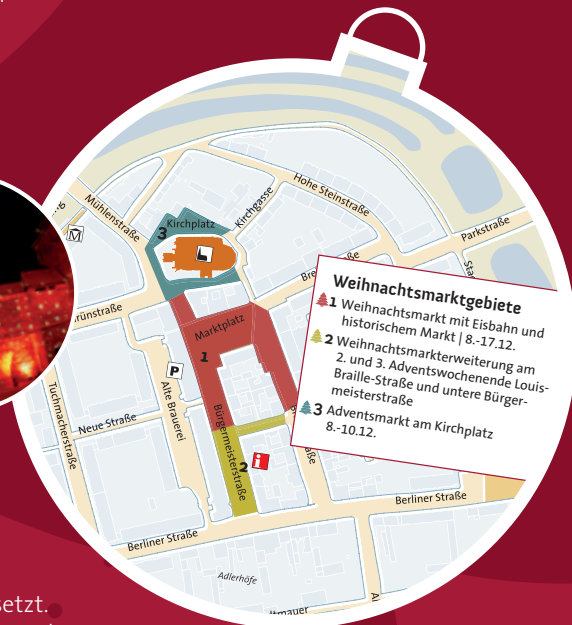 Hohe Steinstraße
Mühlenstraße
Kirchgasse
Kirchplatz
3
Parkstraße
Weihnachtsmarktgebiete
1 Weihnachtsmarkt mit Eisbahn und
historischem Markt | 8.-17.12.
2 Weihnachtsmarkterweiterung am
2. und 3. Adventswochenende Louis-
Braille-Straße und untere Bürger-
meisterstraße
3 Adventsmarkt am Kirchplatz
8.-10.12.
Marktplatz
1
P
Alte Brauerei
Tuchmacherstraße
Neue Straße
Bürgermeisterstraße
2
i
Berliner Straße
Berliner Straße
Adlerhöfe
setzt.